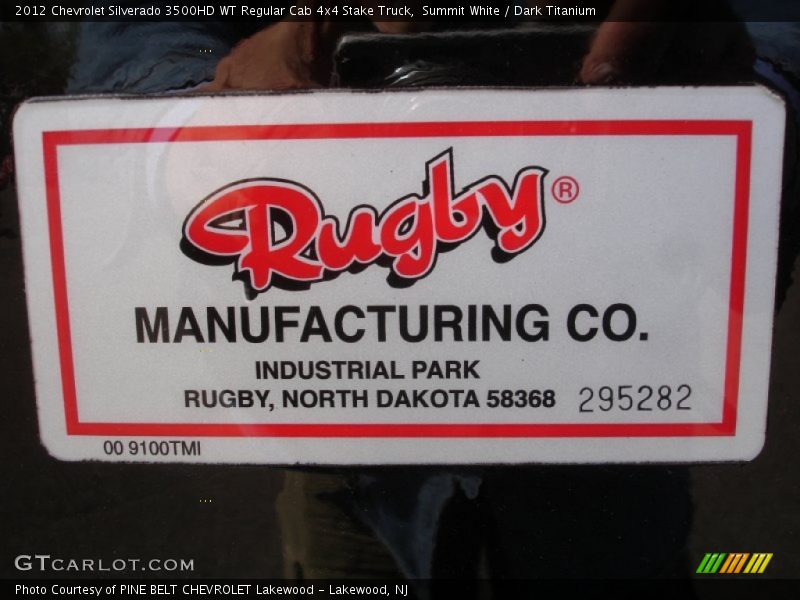 2012 Chevrolet Silverado 3500HD WT Regular Cab 4x4 Stake Truck,  Summit White / Dark Titanium
Rugby®
MANUFACTURING CO.
INDUSTRIAL PARK
RUGBY, NORTH DAKOTA 58368 295282
00 9100TMI
GTCARLOT.COM
Photo Courtesy of PINE BELT CHEVROLET Lakewood - Lakewood, NJ